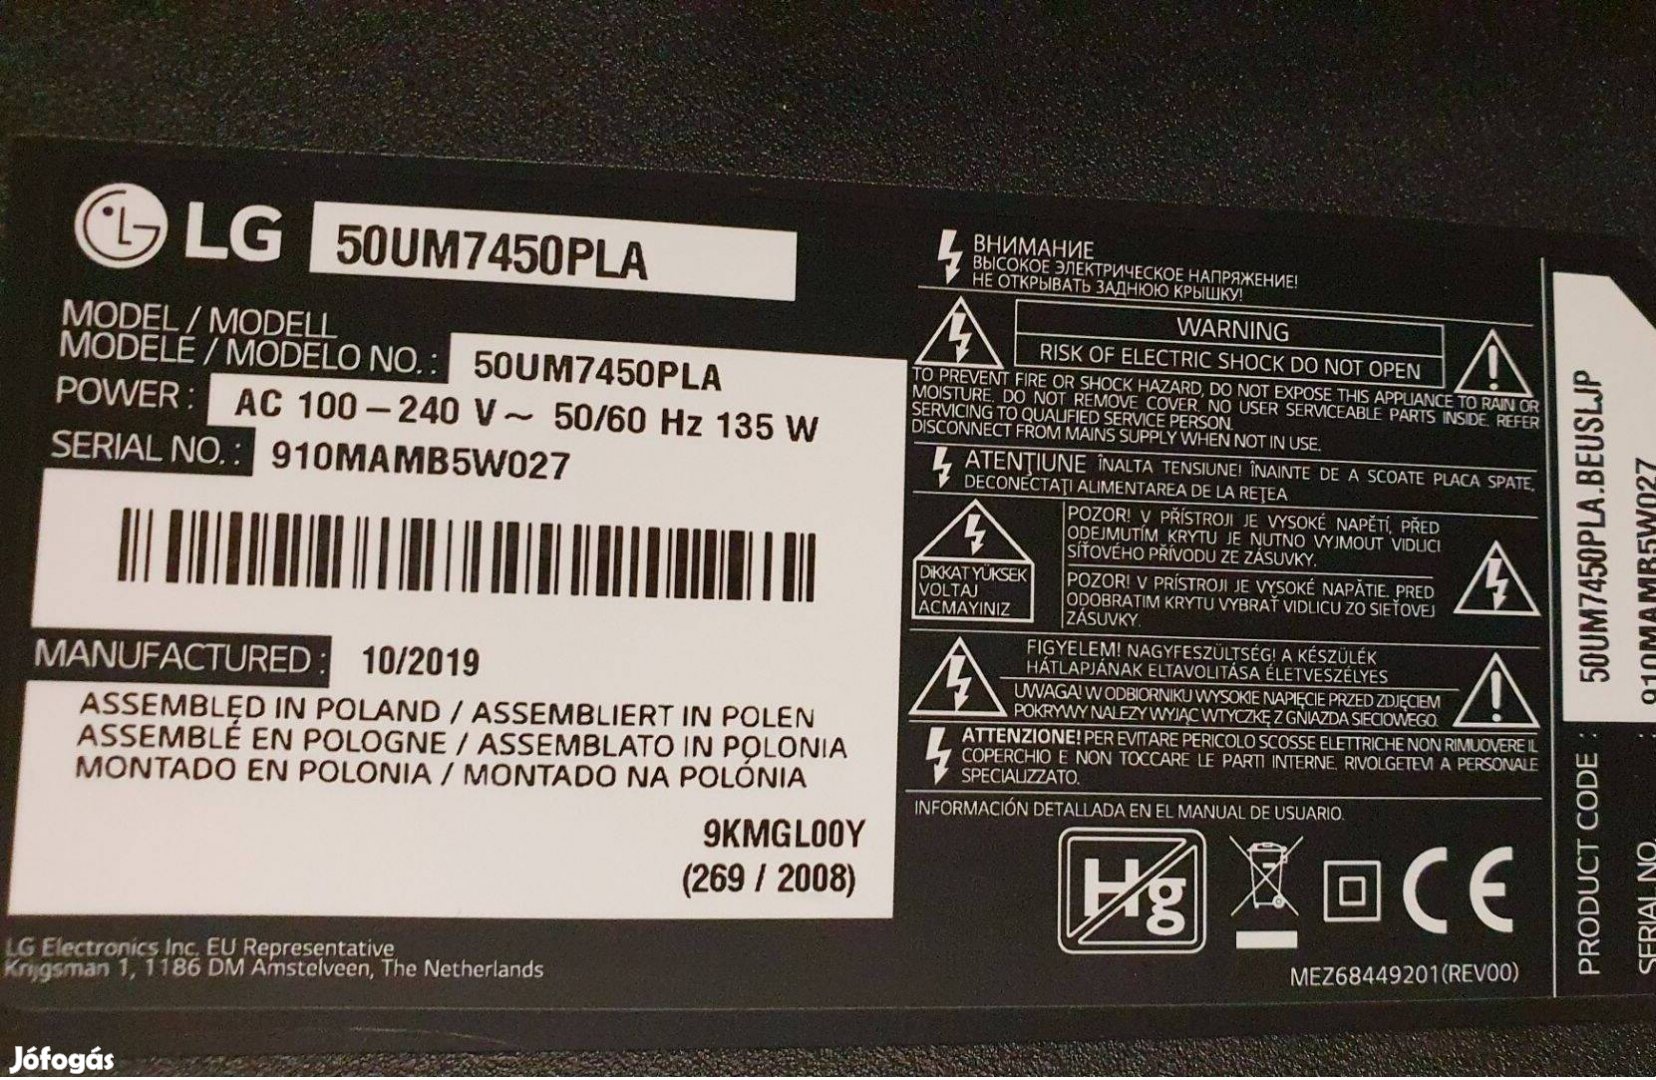 LG 50UM7450PLA
MODEL / MODELL
MODELE / MODELO NO. : 50UM7450PLA
POWER : AC 100 – 240 V ~ 50/60 Hz 135 W
SERIAL NO. : 910MAMB5W027
MANUFACTURED : 10/2019
ASSEMBLED IN POLAND / ASSEMBLIERT IN POLEN
ASSEMBLÉ EN POLOGNE / ASSEMBLATO IN POLONIA
MONTADO EN POLONIA / MONTADO NA POLÓNIA
9KMGL00Y
(269 / 2008)
LG Electronics Inc. EU Representative
Krijgsman 1, 1186 DM Amstelveen, The Netherlands
ВНИМАНИЕ
ВЫСОКОЕ ЭЛЕКТРИЧЕСКОЕ НАПРЯЖЕНИЕ!
НЕ ОТКРЫВАТЬ ЗАДНЮЮ КРЫШКУ!
WARNING
RISK OF ELECTRIC SHOCK DO NOT OPEN
TO PREVENT FIRE OR SHOCK HAZARD, DO NOT EXPOSE THIS APPLIANCE TO RAIN OR
MOISTURE. DO NOT REMOVE COVER. NO USER SERVICEABLE PARTS INSIDE. REFER
SERVICING TO QUALIFIED SERVICE PERSON.
DISCONNECT FROM MAINS SUPPLY WHEN NOT IN USE.
ATENŢIUNE ÎNALTA TENSIUNE! ÎNAINTE DE A SCOATE PLACA SPATE,
DECONECTAŢI ALIMENTAREA DE LA REŢEA
DIKKAT YÜKSEK
VOLTAJ
ACMAYINIZ
POZOR! V PŘÍSTROJI JE VYSOKÉ NAPĚTÍ, PŘED
ODEJMUTÍM KRYTU JE NUTNO VYJMOUT VIDLICI
SÍŤOVÉHO PŘÍVODU ZE ZÁSUVKY.
POZOR! V PRÍSTROJI JE VYSOKÉ NAPÄTIE. PRED
ODOBRATIM KRYTU VYBRAŤ VIDLICU ZO SIEŤOVEJ
ZÁSUVKY.
FIGYELEM! NAGYFESZÜLTSÉG! A KÉSZÜLÉK
HÁTLAPJÁNAK ELTAVOLITÁSA ÉLETVESZÉLYES
UWAGA! W ODBIORNIKU WYSOKIE NAPIĘCIE PRZED ZDJĘCIEM
POKRYWY NALEŻY WYJĄC WTYCZKĘ Z GNIAZDA SIECIOWEGO.
ATTENZIONE! PER EVITARE PERICOLO SCOSSE ELETTRICHE NON RIMUOVERE IL
COPERCHIO E NON TOCCARE LE PARTI INTERNE. RIVOLGETEVI A PERSONALE
SPECIALIZZATO.
INFORMACIÓN DETALLADA EN EL MANUAL DE USUARIO.
Hg
CE
MEZ68449201(REV00)
PRODUCT CODE : 50UM7450PLA.BEUSLJP
SERIAL NO. : 910MAMB5W027
Jófogás